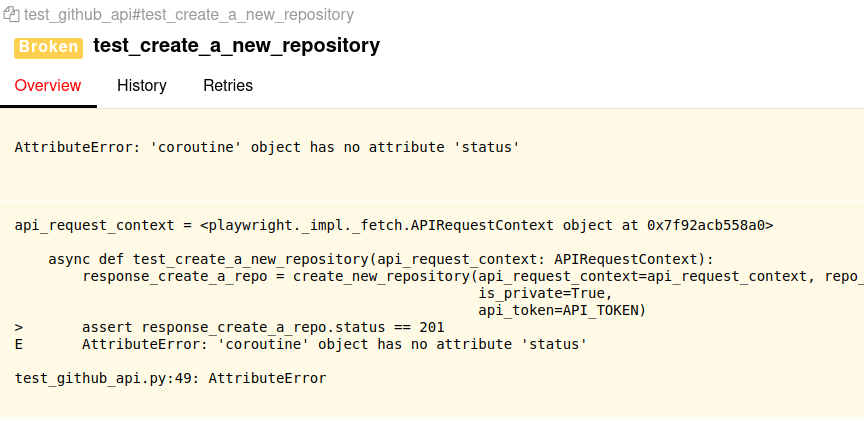 test_github_api#test_create_a_new_repository
Broken test_create_a_new_repository
Overview History Retries
AttributeError: 'coroutine' object has no attribute 'status'
api_request_context = <playwright._impl._fetch.APIRequestContext object at 0x7f92acb558a0>
async def test_create_a_new_repository(api_request_context: APIRequestContext):
response_create_a_repo = create_new_repository(api_request_context=api_request_context, repo_
is_private=True,
api_token=API_TOKEN)
> assert response_create_a_repo.status == 201
E AttributeError: 'coroutine' object has no attribute 'status'
test_github_api.py:49: AttributeError